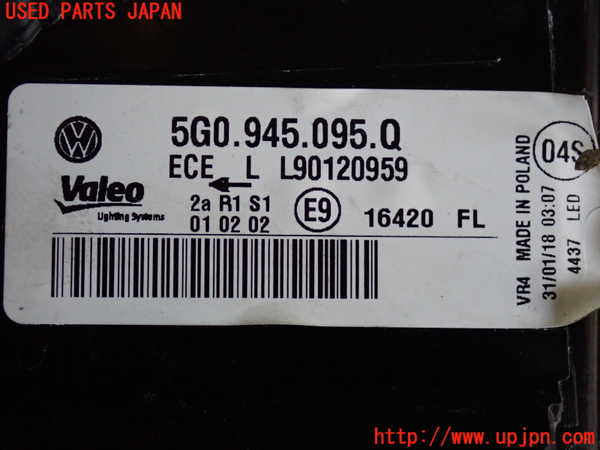 USED PARTS JAPAN
VW
5G0.945.095.Q
ECE L L90120959
Valeo
Lighting Systems
2a R1 S1
01 02 02
E9
16420 FL
04S
VR4 MADE IN POLAND
31/01/18 03:07
4437 LED
http://www.upjpn.com/